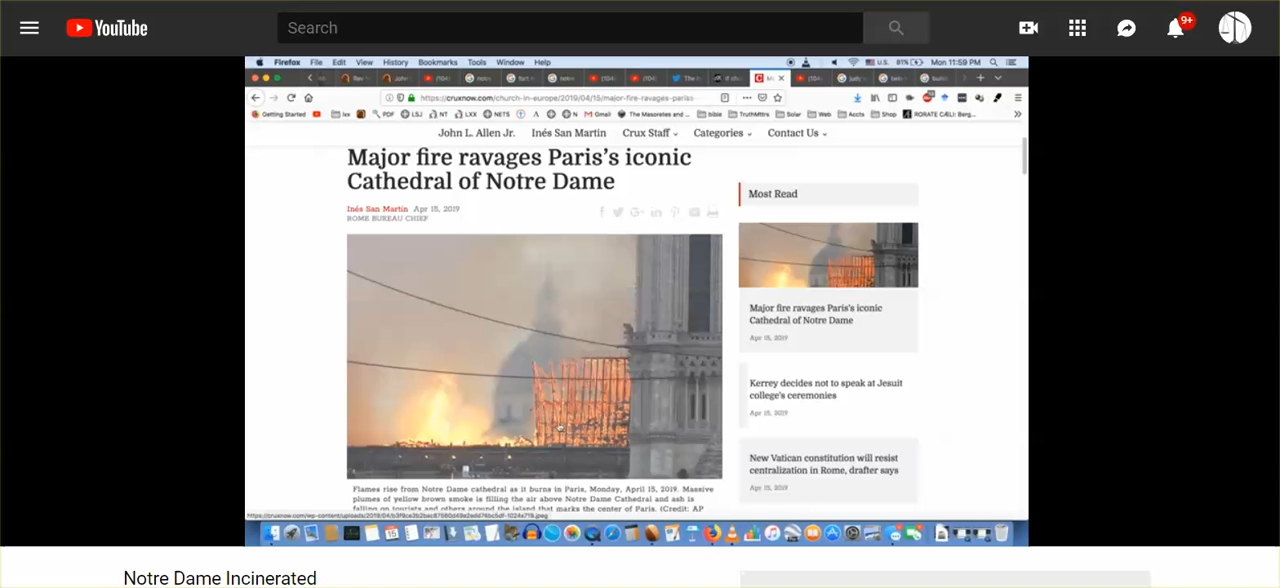 YouTube
Search
9+
Firefox File Edit View History Bookmarks Tools Window Help
U.S. 81% Mon 11:59 PM
https://cruxnow.com/church-in-europe/2019/04/15/major-fire-ravages-pariss
Getting Started lex PDF LSJ NT LXX NETS N Gmail The Masoretes and ... bible TruthMttrs Solar Web Accts Shop RORATE CÆLI: Berg...
John L. Allen Jr. Inés San Martín Crux Staff Categories Contact Us
Major fire ravages Paris's iconic
Cathedral of Notre Dame
Inés San Martín Apr 15, 2019
ROME BUREAU CHIEF
Flames rise from Notre Dame cathedral as it burns in Paris, Monday, April 15, 2019. Massive
plumes of yellow brown smoke is filling the air above Notre Dame Cathedral and ash is
falling on tourists and others around the island that marks the center of Paris. (Credit: AP
Most Read
Major fire ravages Paris's iconic
Cathedral of Notre Dame
Apr 15, 2019
Kerrey decides not to speak at Jesuit
college's ceremonies
Apr 15, 2019
New Vatican constitution will resist
centralization in Rome, drafter says
Apr 15, 2019
Notre Dame Incinerated